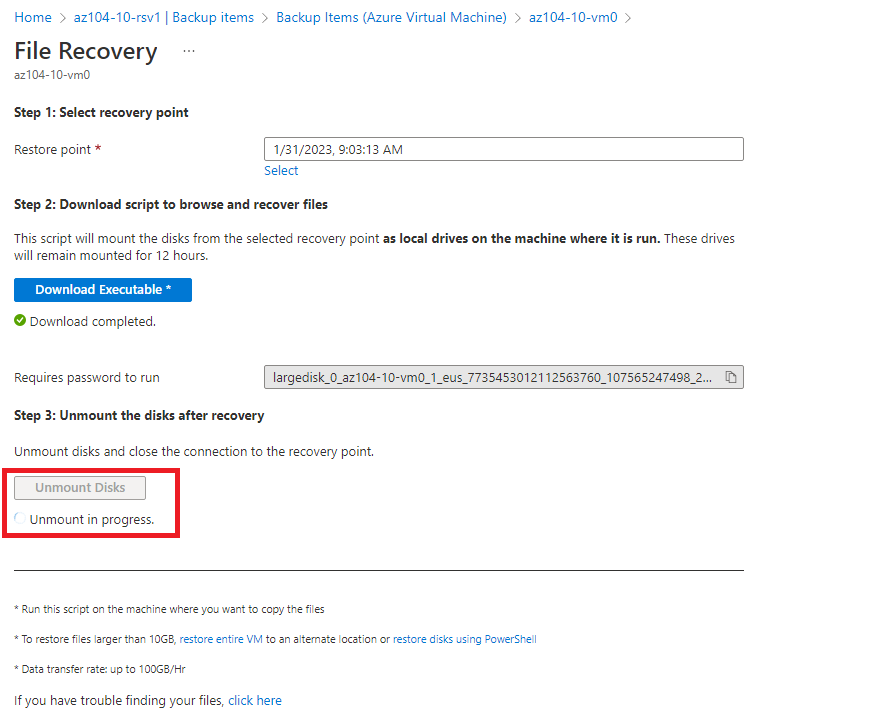 Home > az104-10-rsv1 | Backup items > Backup Items (Azure Virtual Machine) > az104-10-vm0 >
File Recovery ...
az104-10-vm0
Step 1: Select recovery point
Restore point * 1/31/2023, 9:03:13 AM
Select
Step 2: Download script to browse and recover files
This script will mount the disks from the selected recovery point as local drives on the machine where it is run. These drives
will remain mounted for 12 hours.
Download Executable *
Download completed.
Requires password to run largedisk_0_az104-10-vm0_1_eus_7735453012112563760_107565247498_2...
Step 3: Unmount the disks after recovery
Unmount disks and close the connection to the recovery point.
Unmount Disks
Unmount in progress.
* Run this script on the machine where you want to copy the files
* To restore files larger than 10GB, restore entire VM to an alternate location or restore disks using PowerShell
* Data transfer rate: up to 100GB/Hr
If you have trouble finding your files, click here